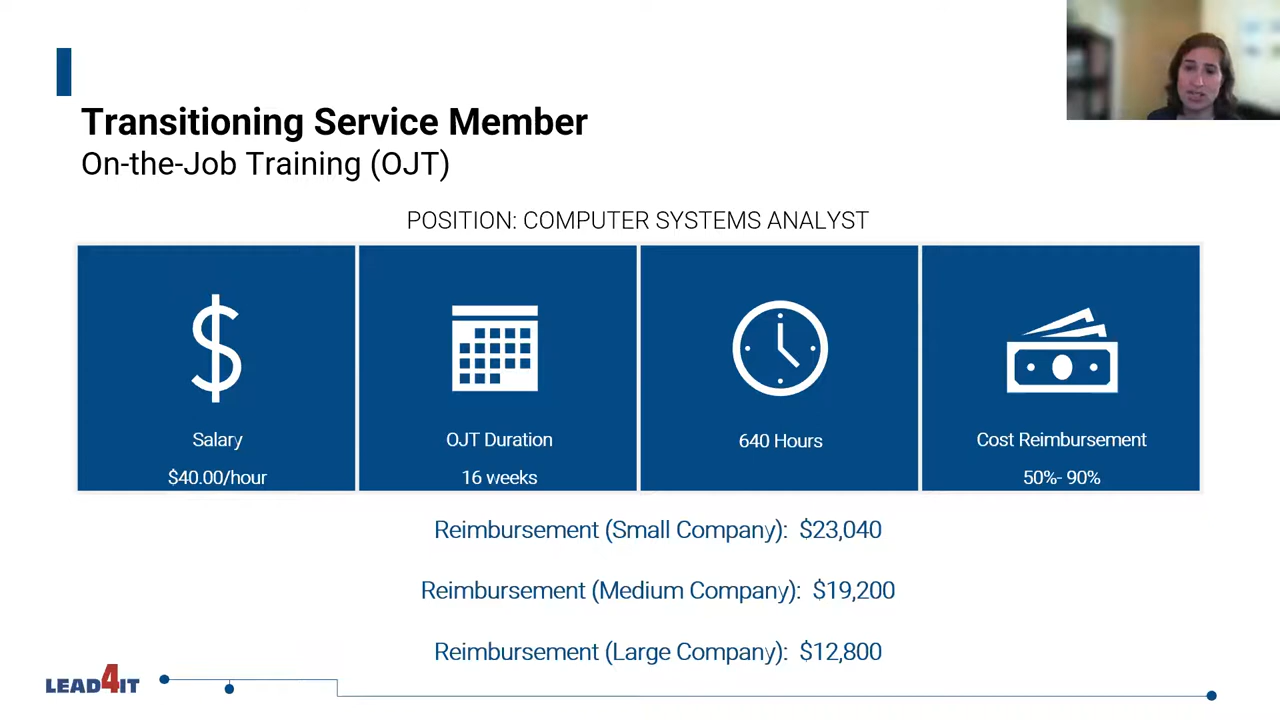 Transitioning Service Member
On-the-Job Training (OJT)
POSITION: COMPUTER SYSTEMS ANALYST
Salary
$40.00/hour
OJT Duration
16 weeks
640 Hours
Cost Reimbursement
50%- 90%
Reimbursement (Small Company): $23,040
Reimbursement (Medium Company): $19,200
Reimbursement (Large Company): $12,800
LEAD4IT